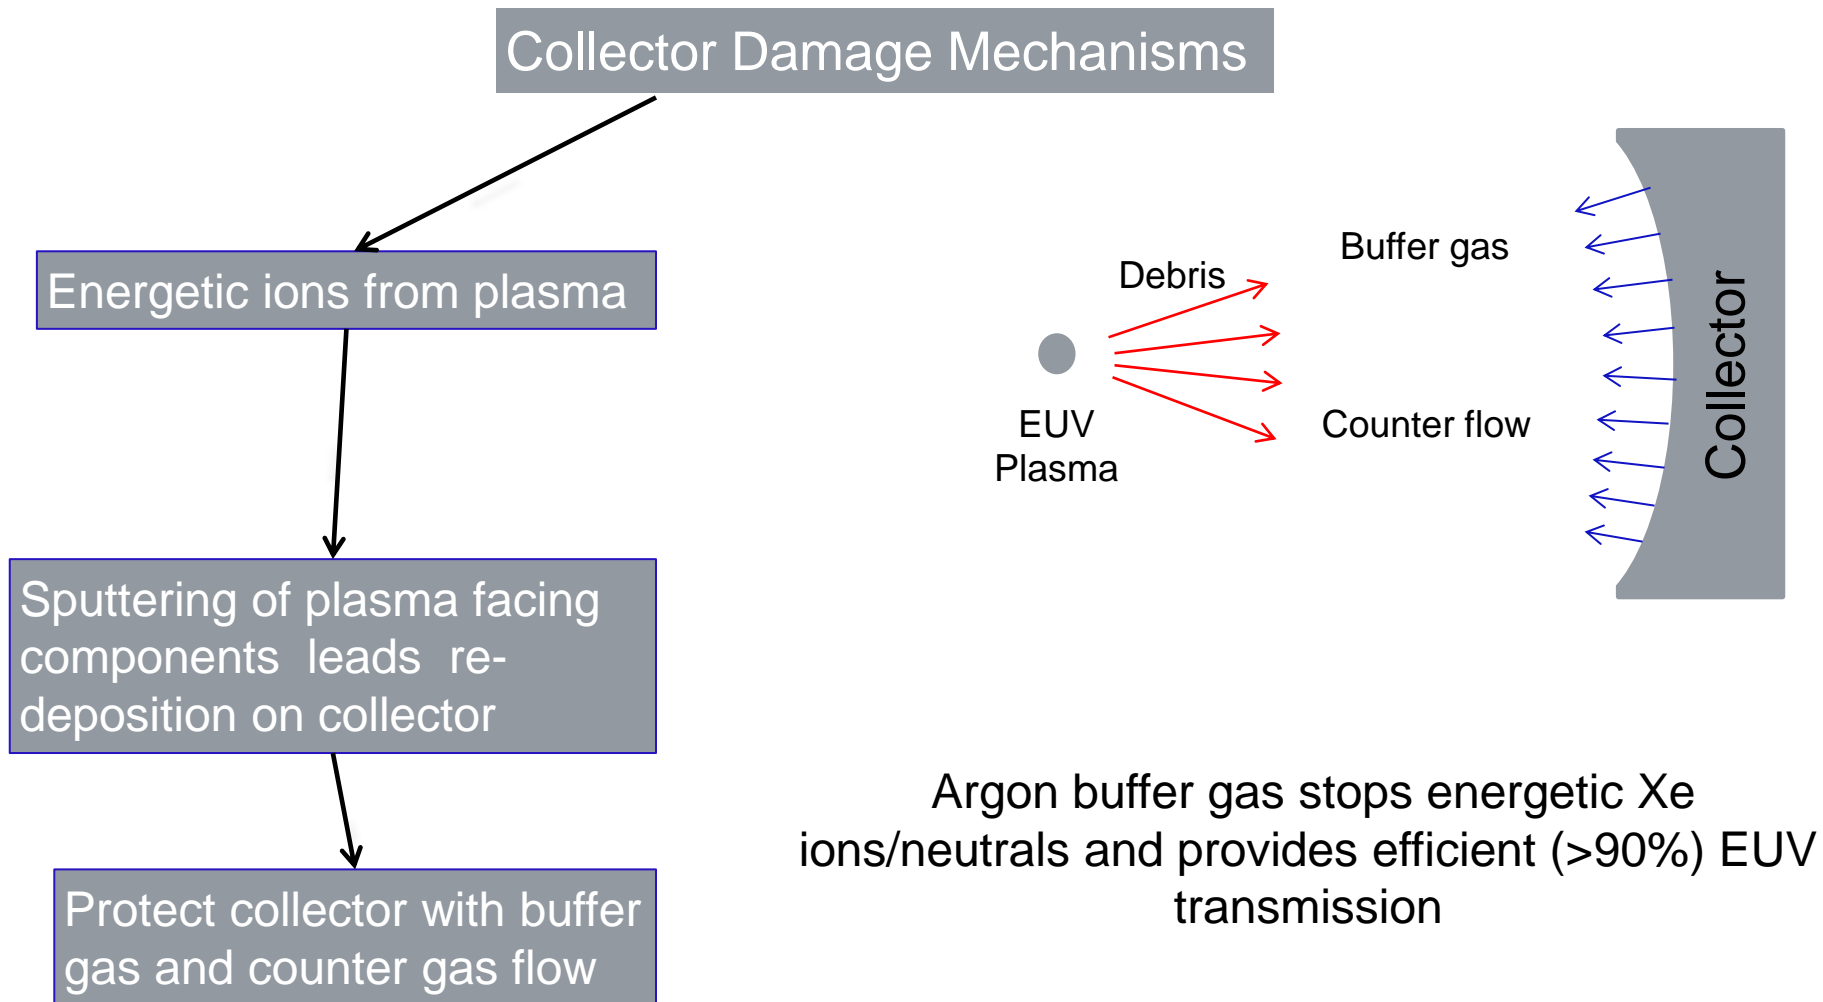 Collector Damage Mechanisms
Energetic ions from plasma
Sputtering of plasma facing
components leads re-
deposition on collector
Protect collector with buffer
gas and counter gas flow
Debris
Buffer gas
EUV
Plasma
Counter flow
Collector
Argon buffer gas stops energetic Xe
ions/neutrals and provides efficient (>90%) EUV
transmission